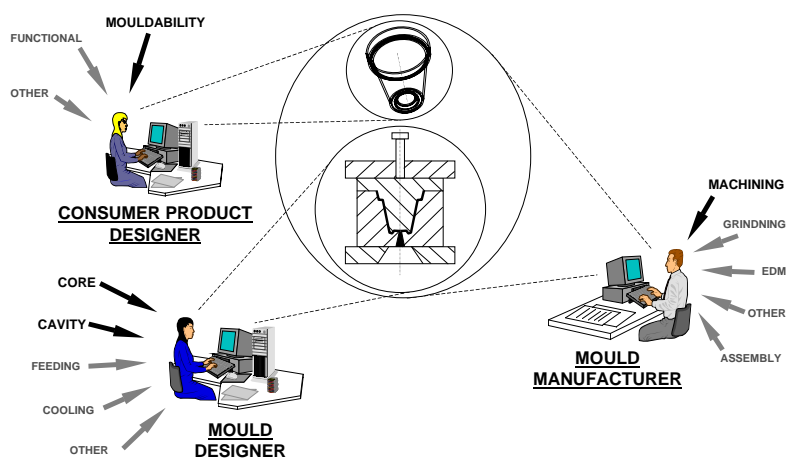 MOULDABILITY
FUNCTIONAL
OTHER
CONSUMER PRODUCT
DESIGNER
MACHINING
GRINDNING
EDM
OTHER
ASSEMBLY
MOULD
MANUFACTURER
CORE
CAVITY
FEEDING
COOLING
OTHER
MOULD
DESIGNER